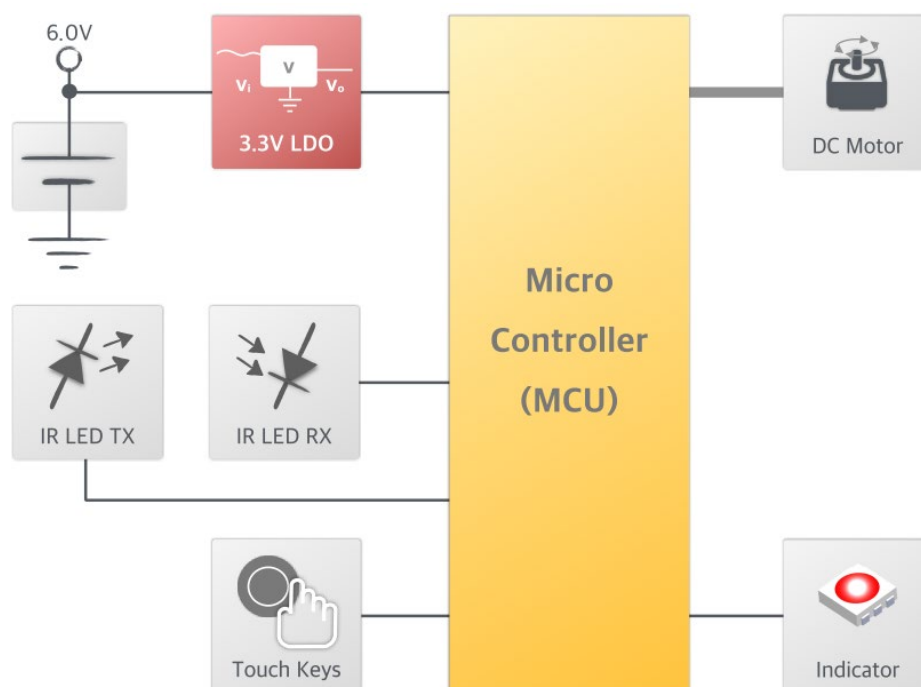 6.0V
V
Vi
Vo
3.3V LDO
DC Motor
Micro
Controller
(MCU)
IR LED TX
IR LED RX
Touch Keys
Indicator